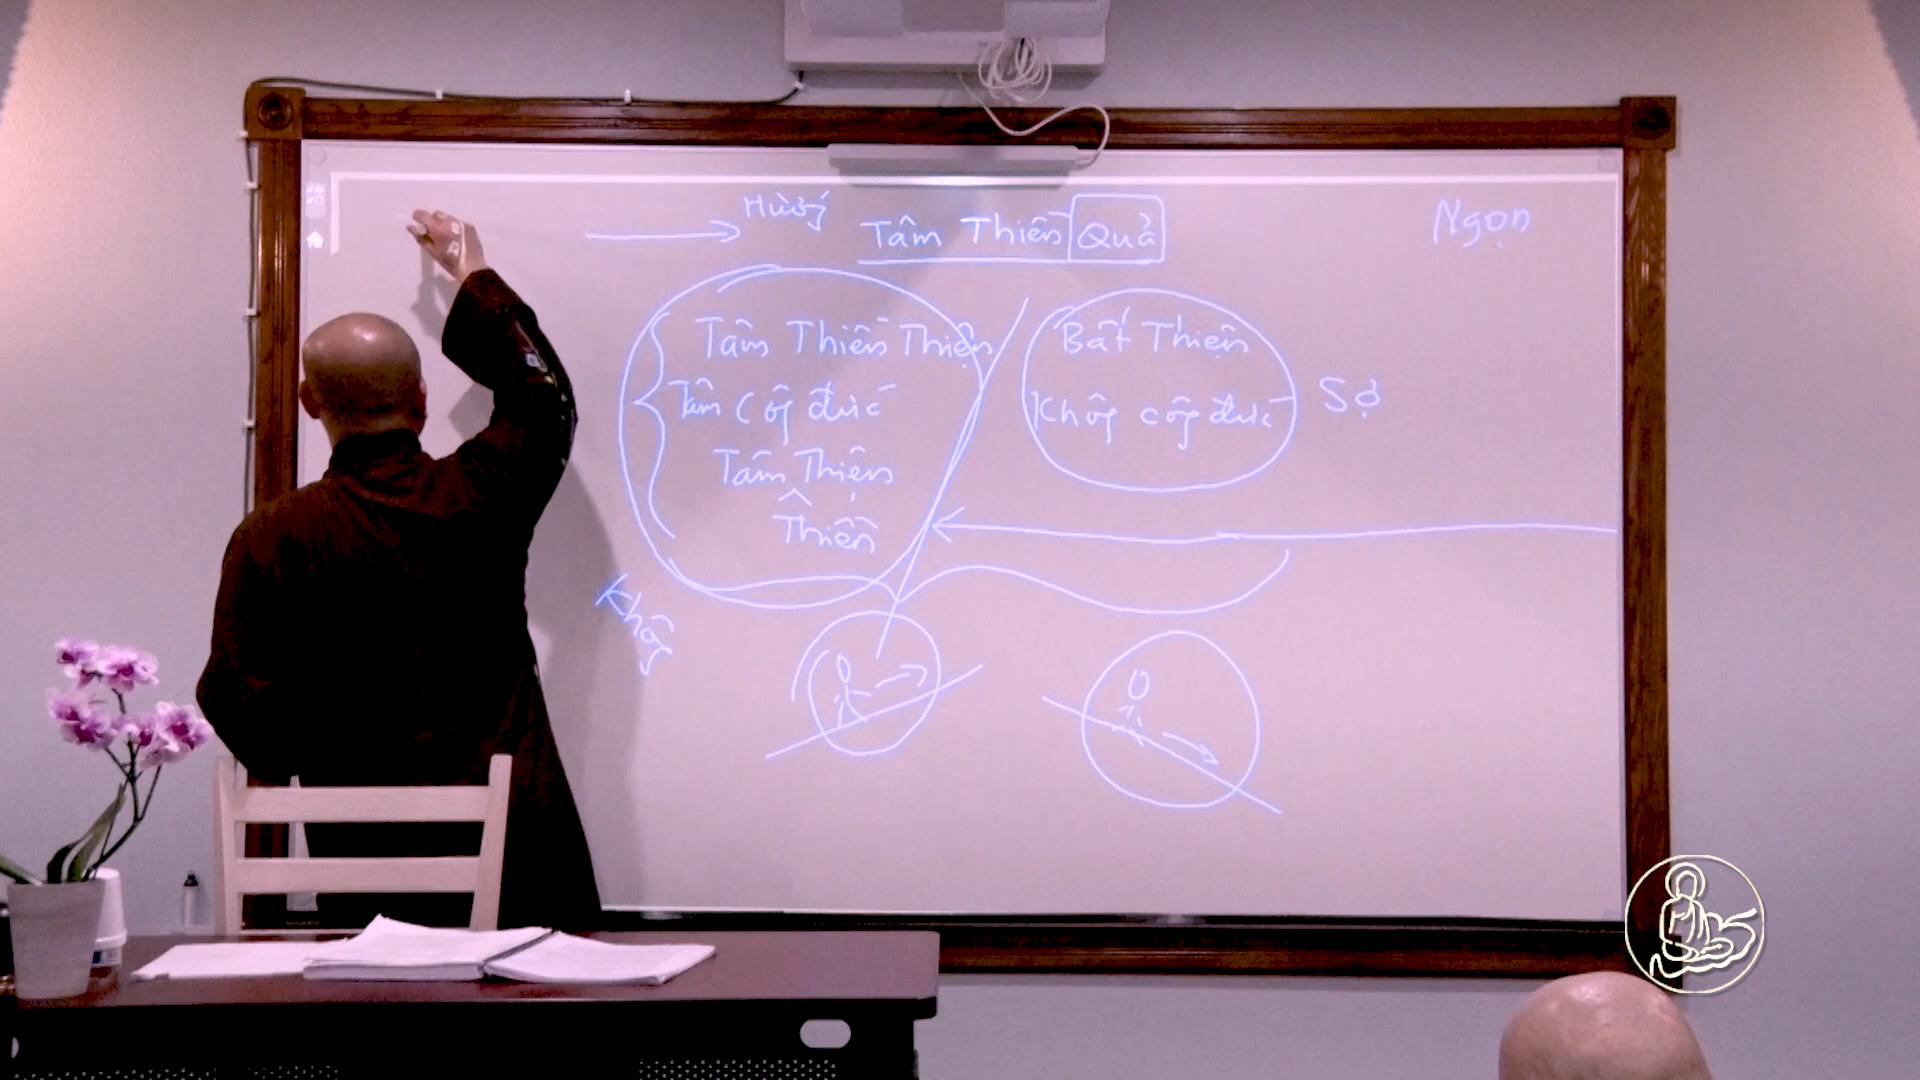 Hướng
Tâm Thiền Quả
Ngọn
Tâm Thiền Thiện
Tâm Công đức
Tâm Thiện
Thiền
Bất Thiện
Không công đức
Sợ
Không